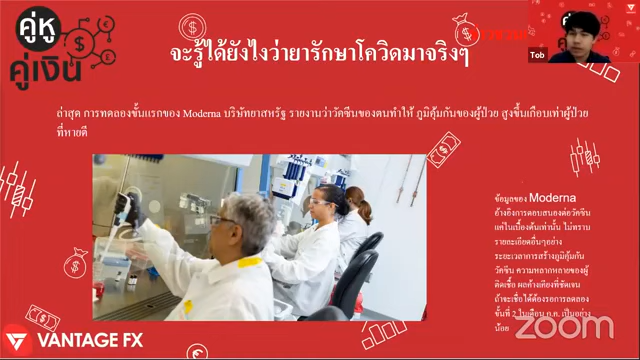 คู่หู
คู่เงิน
จะรู้ได้ยังไงว่ายารักษาโควิดมาจริงๆ
Tob
VANTAGE FX
ล่าสุด การทดลองขั้นแรกของ Moderna บริษัทยาสหรัฐ รายงานว่าวัคซีนของตนทำให้ ภูมิคุ้มกันของผู้ป่วย สูงขึ้นเกือบเท่าผู้ป่วย
ที่หายดี
ข้อมูลของ Moderna
อ้างอิงการตอบสนองต่อวัคซีน
แค่ในเบื้องต้นเท่านั้น ไม่ทราบ
รายละเอียดอื่นๆอย่าง
ระยะเวลาการสร้างภูมิคุ้มกัน
วัคซีน ความหลากหลายของผู้
ติดเชื้อ ผลค้างเคียงที่ชัดเจน
ถ้าจะเชื่อได้ต้องรอการทดลอง
ขั้นที่ 2 ในเดือน ก.ค. เป็นอย่าง
น้อย
zoom
VANTAGE FX